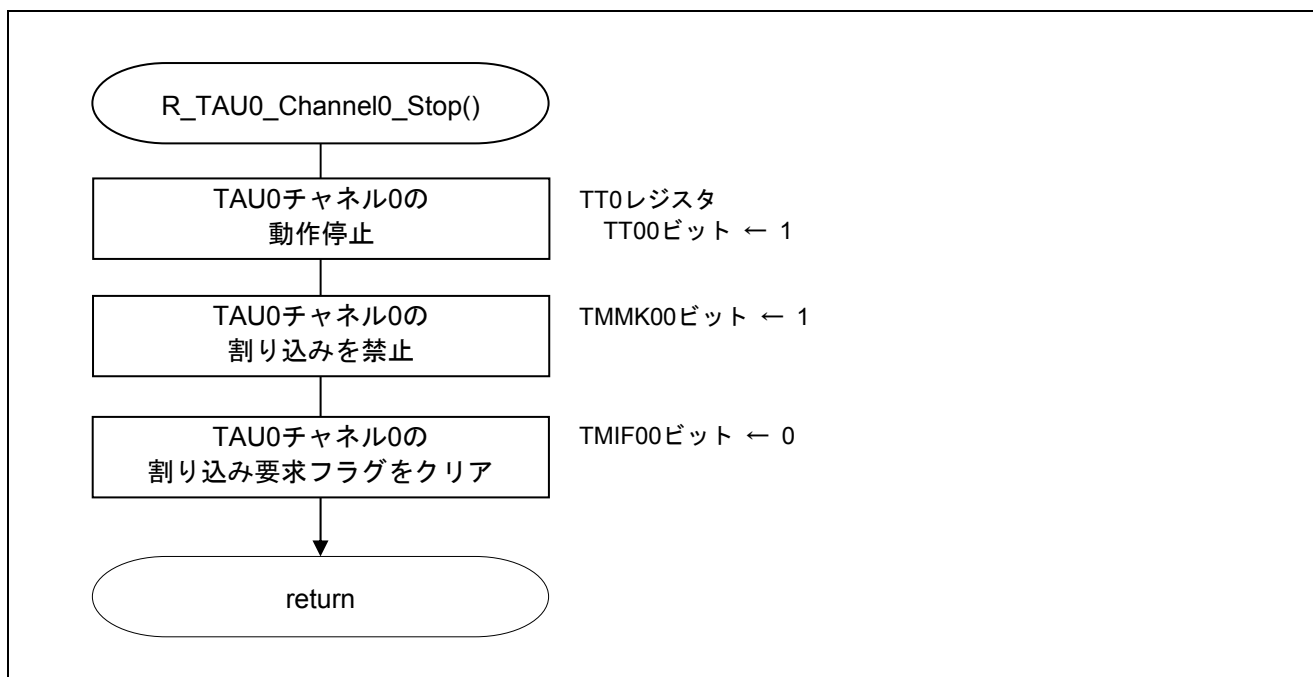 R_TAU0_Channel0_Stop()
TAU0チャネル0の
動作停止
TT0レジスタ
TT00ビット ← 1
TAU0チャネル0の
割り込みを禁止
TMMK00ビット ← 1
TAU0チャネル0の
割り込み要求フラグをクリア
TMIF00ビット ← 0
return